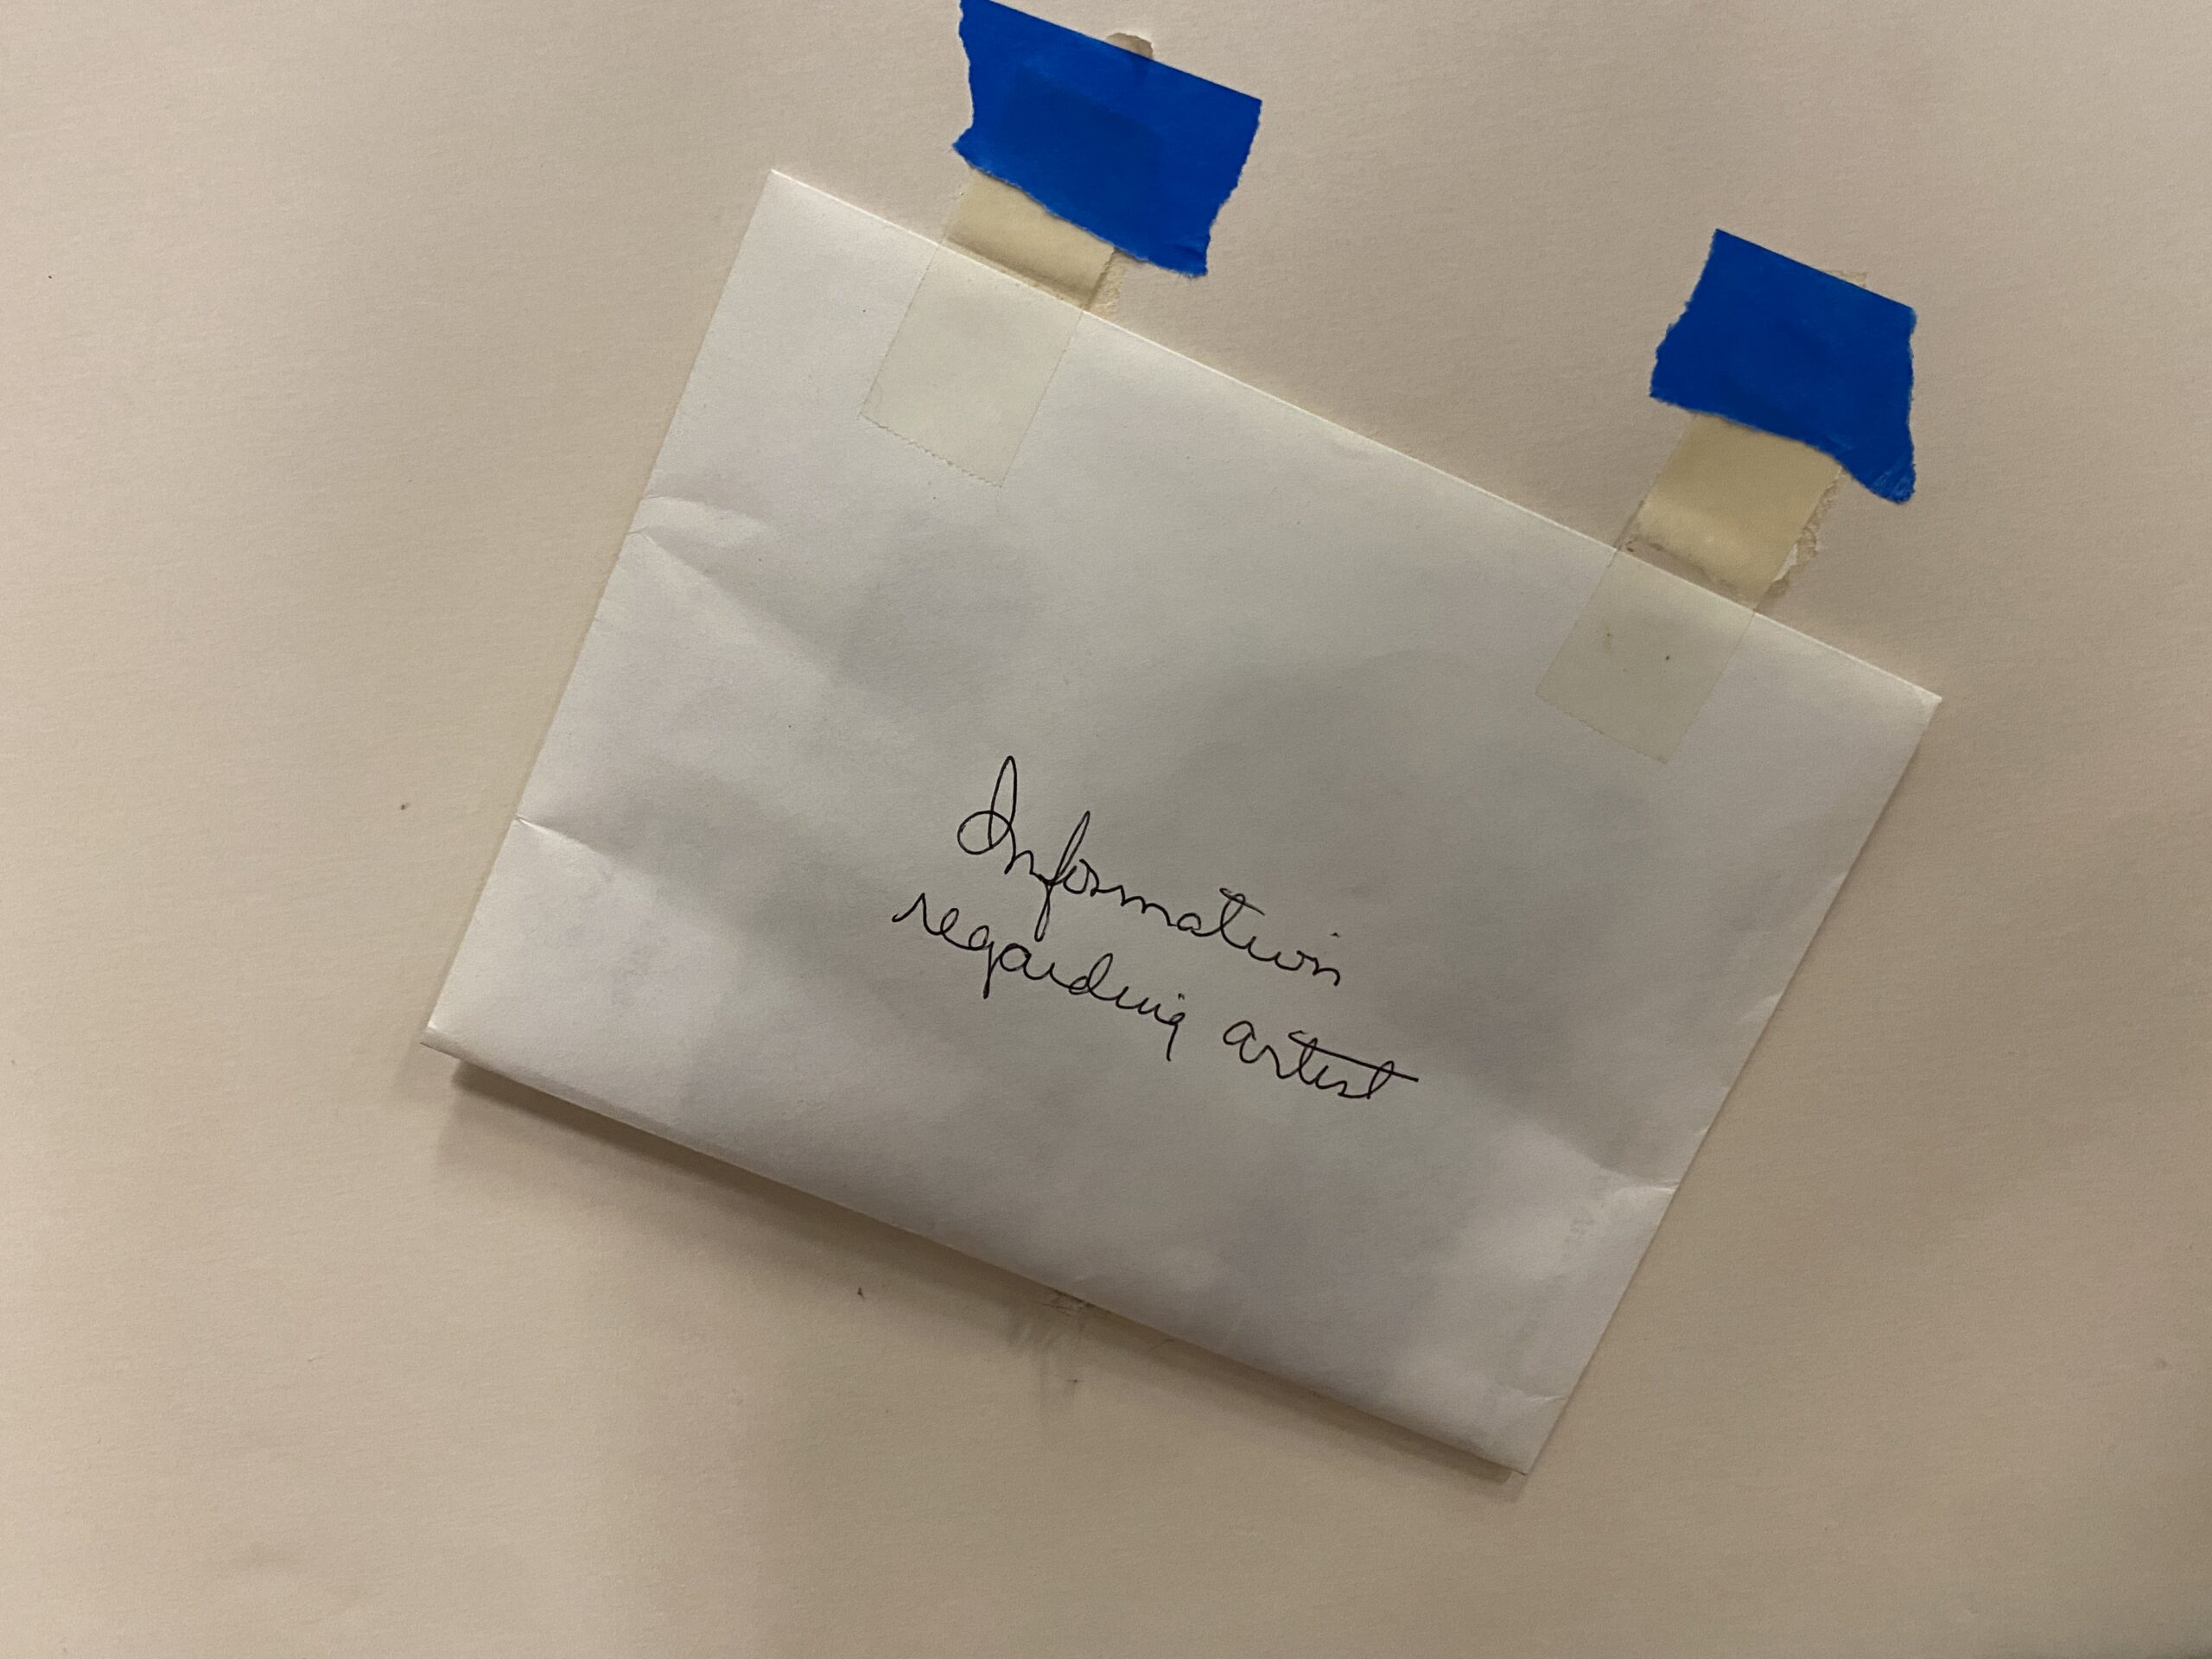 Information
regarding artist